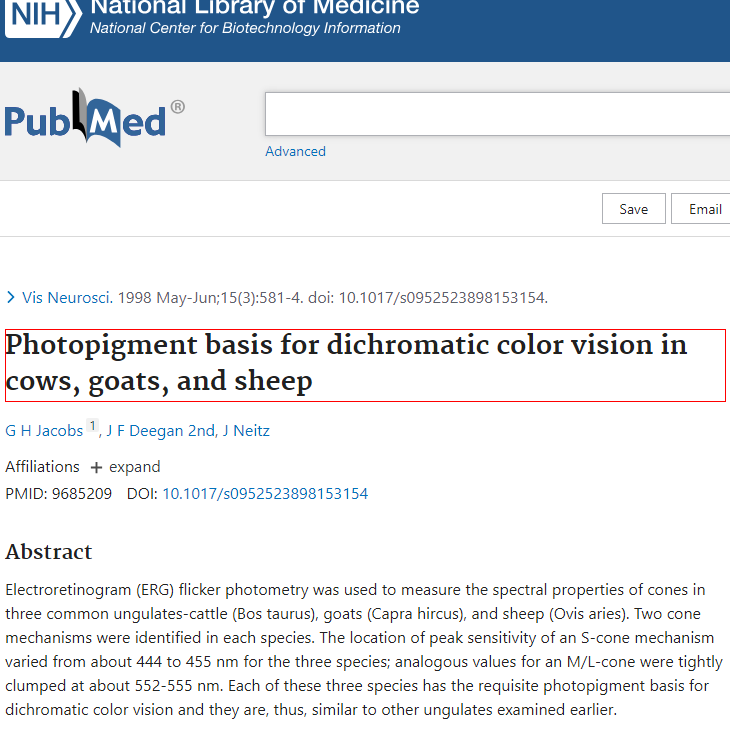 NIH
National Library of Medicine
National Center for Biotechnology Information
PubMed®
Advanced
Save
Email
Vis Neurosci. 1998 May-Jun;15(3):581-4. doi: 10.1017/s0952523898153154.
Photopigment basis for dichromatic color vision in
cows, goats, and sheep
G H Jacobs 1, J F Deegan 2nd, J Neitz
Affiliations + expand
PMID: 9685209 DOI: 10.1017/s0952523898153154
Abstract
Electroretinogram (ERG) flicker photometry was used to measure the spectral properties of cones in
three common ungulates-cattle (Bos taurus), goats (Capra hircus), and sheep (Ovis aries). Two cone
mechanisms were identified in each species. The location of peak sensitivity of an S-cone mechanism
varied from about 444 to 455 nm for the three species; analogous values for an M/L-cone were tightly
clumped at about 552-555 nm. Each of these three species has the requisite photopigment basis for
dichromatic color vision and they are, thus, similar to other ungulates examined earlier.